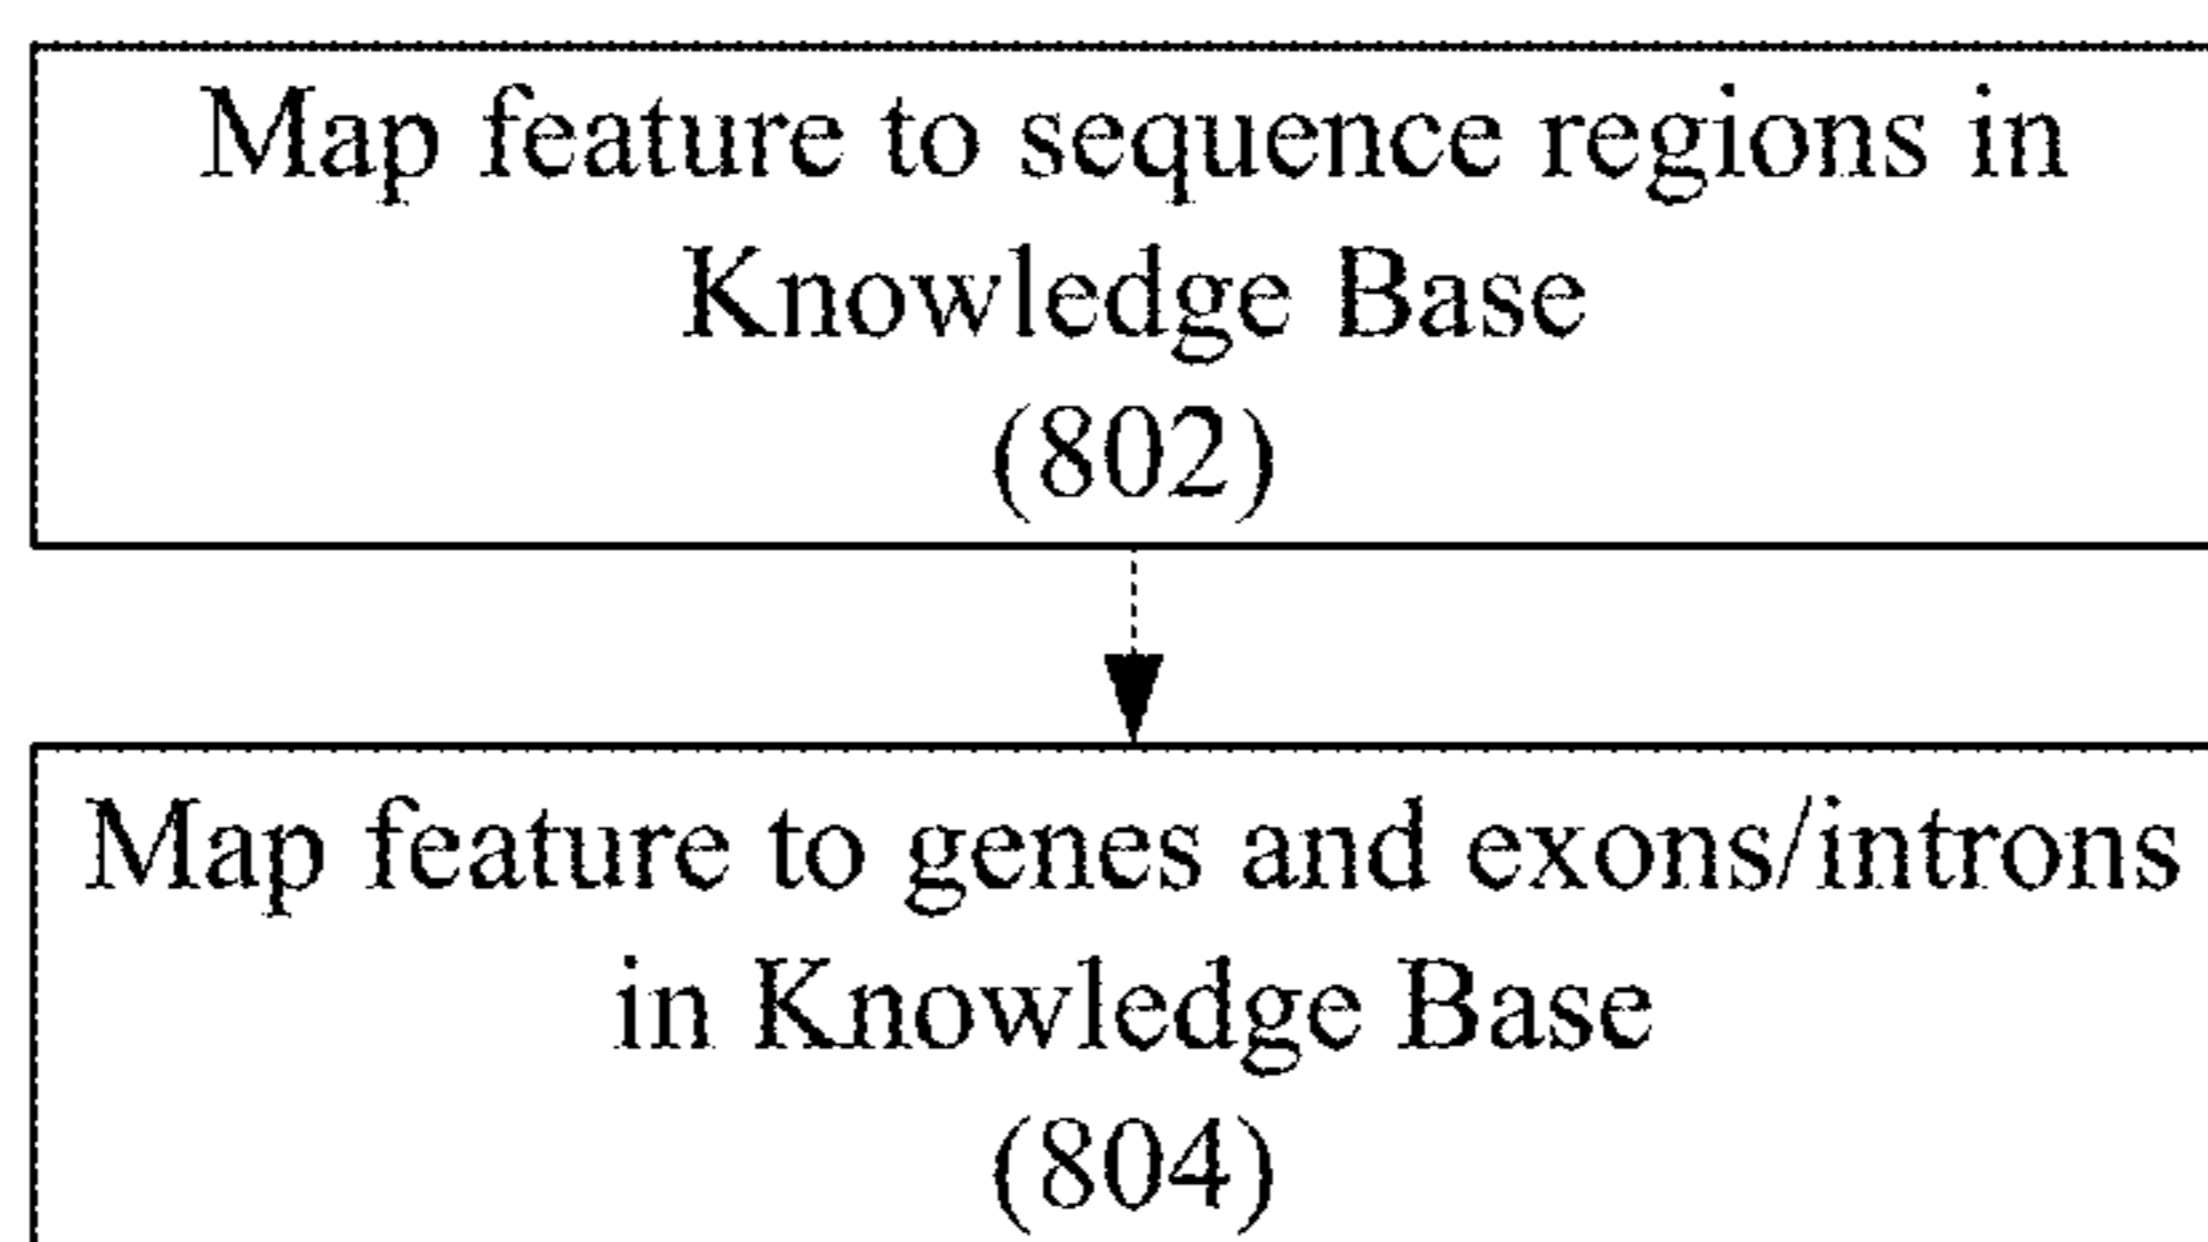 Map feature to sequence regions in
Knowledge Base
(802)
Map feature to genes and exons/introns
in Knowledge Base
(804)